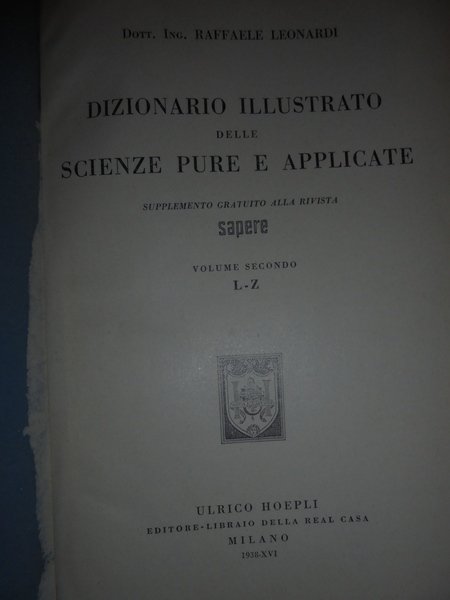 DOTT. ING. RAFFAELE LEONARDI
DIZIONARIO ILLUSTRATO
DELLE
SCIENZE PURE E APPLICATE
SUPPLEMENTO GRATUITO ALLA RIVISTA
sapere
VOLUME SECONDO
L-Z
ULRICO HOEPLI
EDITORE-LIBRAIO DELLA REAL CASA
MILANO
1938-XVI